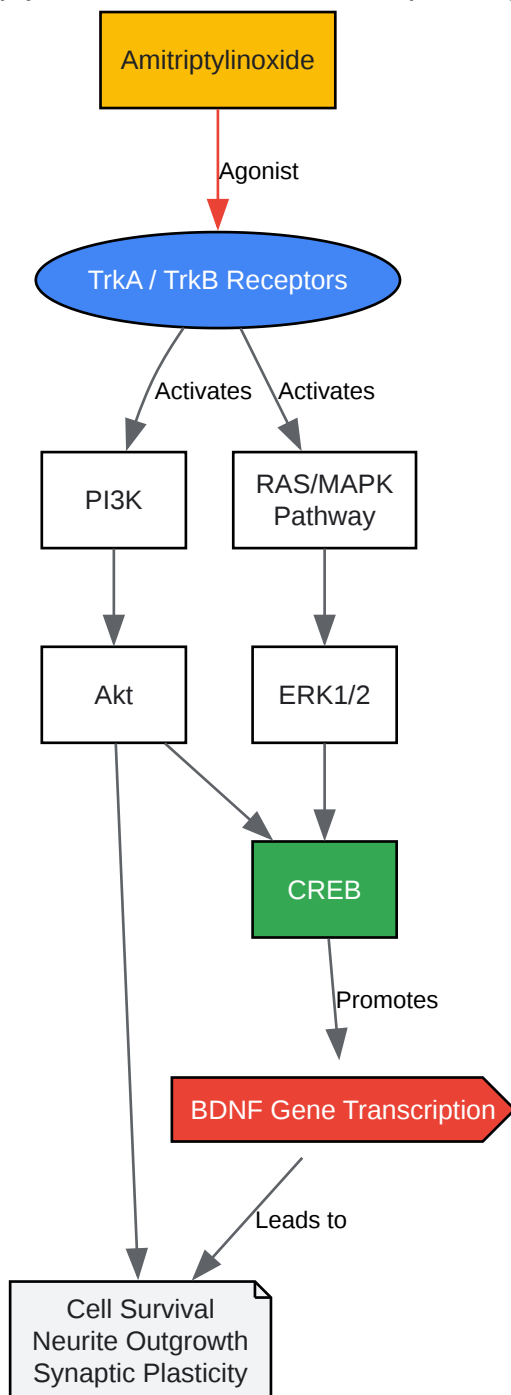 Amitriptylinoxide
Agonist
TrkA / TrkB Receptors
Activates
Activates
PI3K
RAS/MAPK
Pathway
Akt
ERK1/2
CREB
Promotes
BDNF Gene Transcription
Leads to
Cell Survival
Neurite Outgrowth
Synaptic Plasticity